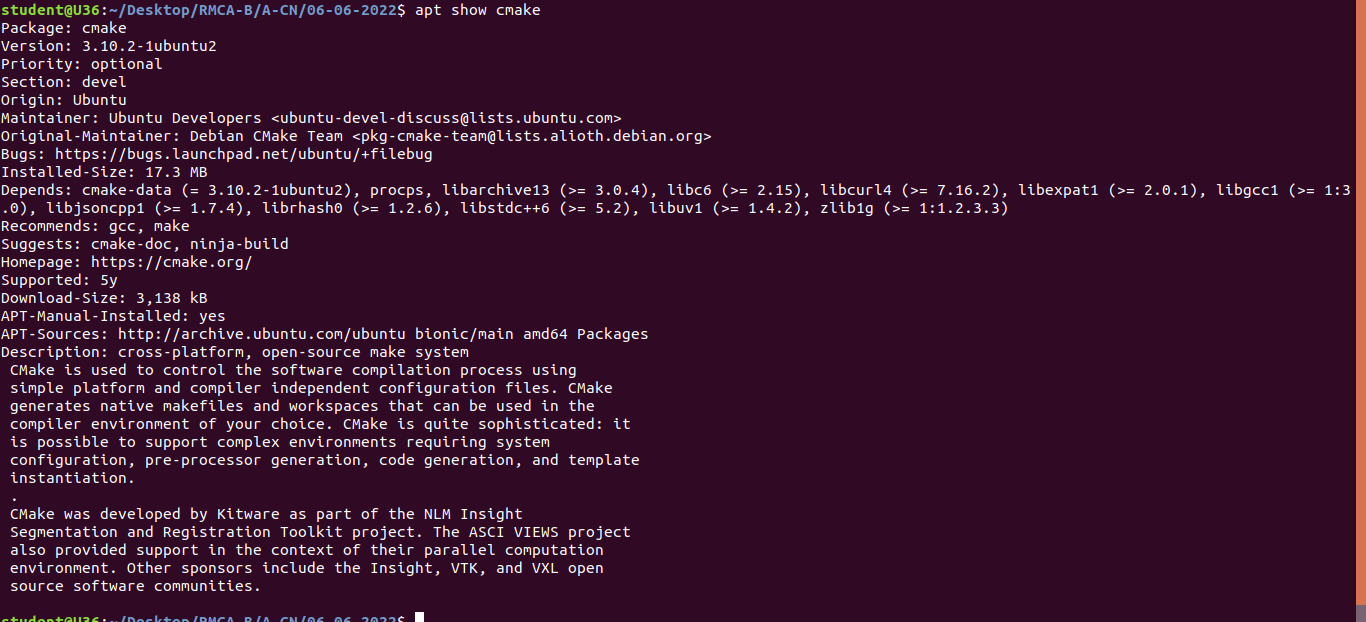 student@U36:~/Desktop/RMCA-B/A-CN/06-06-2022$ apt show cmake
Package: cmake
Version: 3.10.2-1ubuntu2
Priority: optional
Section: devel
Origin: Ubuntu
Maintainer: Ubuntu Developers <ubuntu-devel-discuss@lists.ubuntu.com>
Original-Maintainer: Debian CMake Team <pkg-cmake-team@lists.alioth.debian.org>
Bugs: https://bugs.launchpad.net/ubuntu/+filebug
Installed-Size: 17.3 MB
Depends: cmake-data (= 3.10.2-1ubuntu2), procps, libarchive13 (>= 3.0.4), libc6 (>= 2.15), libcurl4 (>= 7.16.2), libexpat1 (>= 2.0.1), libgcc1 (>= 1:3
.0), libjsoncpp1 (>= 1.7.4), librhash0 (>= 1.2.6), libstdc++6 (>= 5.2), libuv1 (>= 1.4.2), zlib1g (>= 1:1.2.3.3)
Recommends: gcc, make
Suggests: cmake-doc, ninja-build
Homepage: https://cmake.org/
Supported: 5y
Download-Size: 3,138 kB
APT-Manual-Installed: yes
APT-Sources: http://archive.ubuntu.com/ubuntu bionic/main amd64 Packages
Description: cross-platform, open-source make system
 CMake is used to control the software compilation process using
 simple platform and compiler independent configuration files. CMake
 generates native makefiles and workspaces that can be used in the
 compiler environment of your choice. CMake is quite sophisticated: it
 is possible to support complex environments requiring system
 configuration, pre-processor generation, code generation, and template
 instantiation.
 .
 CMake was developed by Kitware as part of the NLM Insight
 Segmentation and Registration Toolkit project. The ASCI VIEWS project
 also provided support in the context of their parallel computation
 environment. Other sponsors include the Insight, VTK, and VXL open
 source software communities.
student@U36:~/Desktop/RMCA-B/A-CN/06-06-2022$